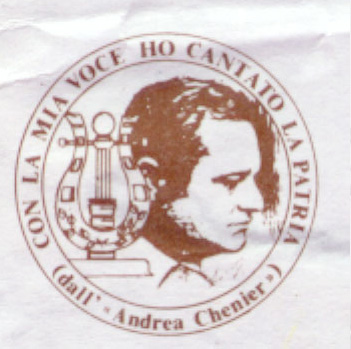 CON LA MIA VOCE HO CANTATO LA PATRIA
(dall' «Andrea Chenier»)